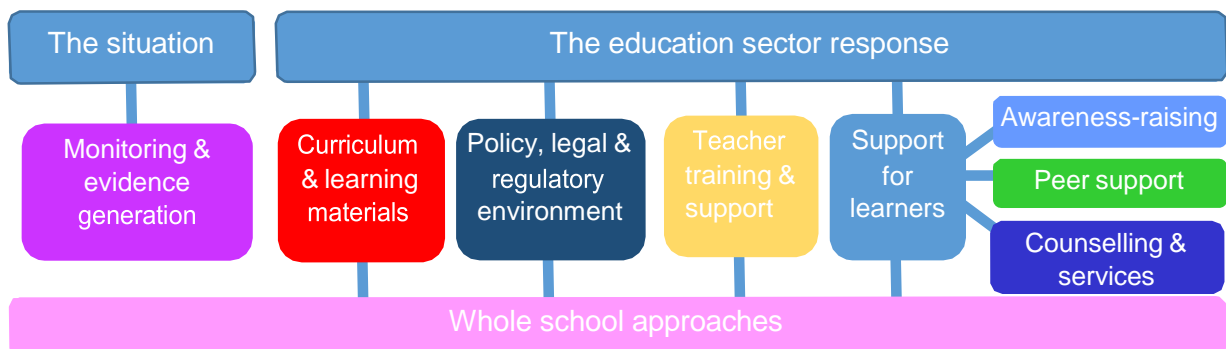 The situation
The education sector response
Monitoring &
evidence
generation
Curriculum
& learning
materials
Policy, legal &
regulatory
environment
Teacher
training &
support
Support
for
learners
Awareness-raising
Peer support
Counselling &
services
Whole school approaches